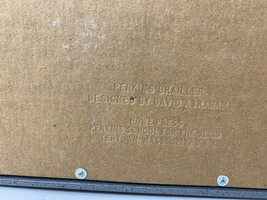 PERKINS BRAILLER
DESIGNED BY DAVID ABRAHAM
HOWE PRESS
PERKINS SCHOOL FOR THE BLIND
WATERTOWN, MASS. U.S.A.